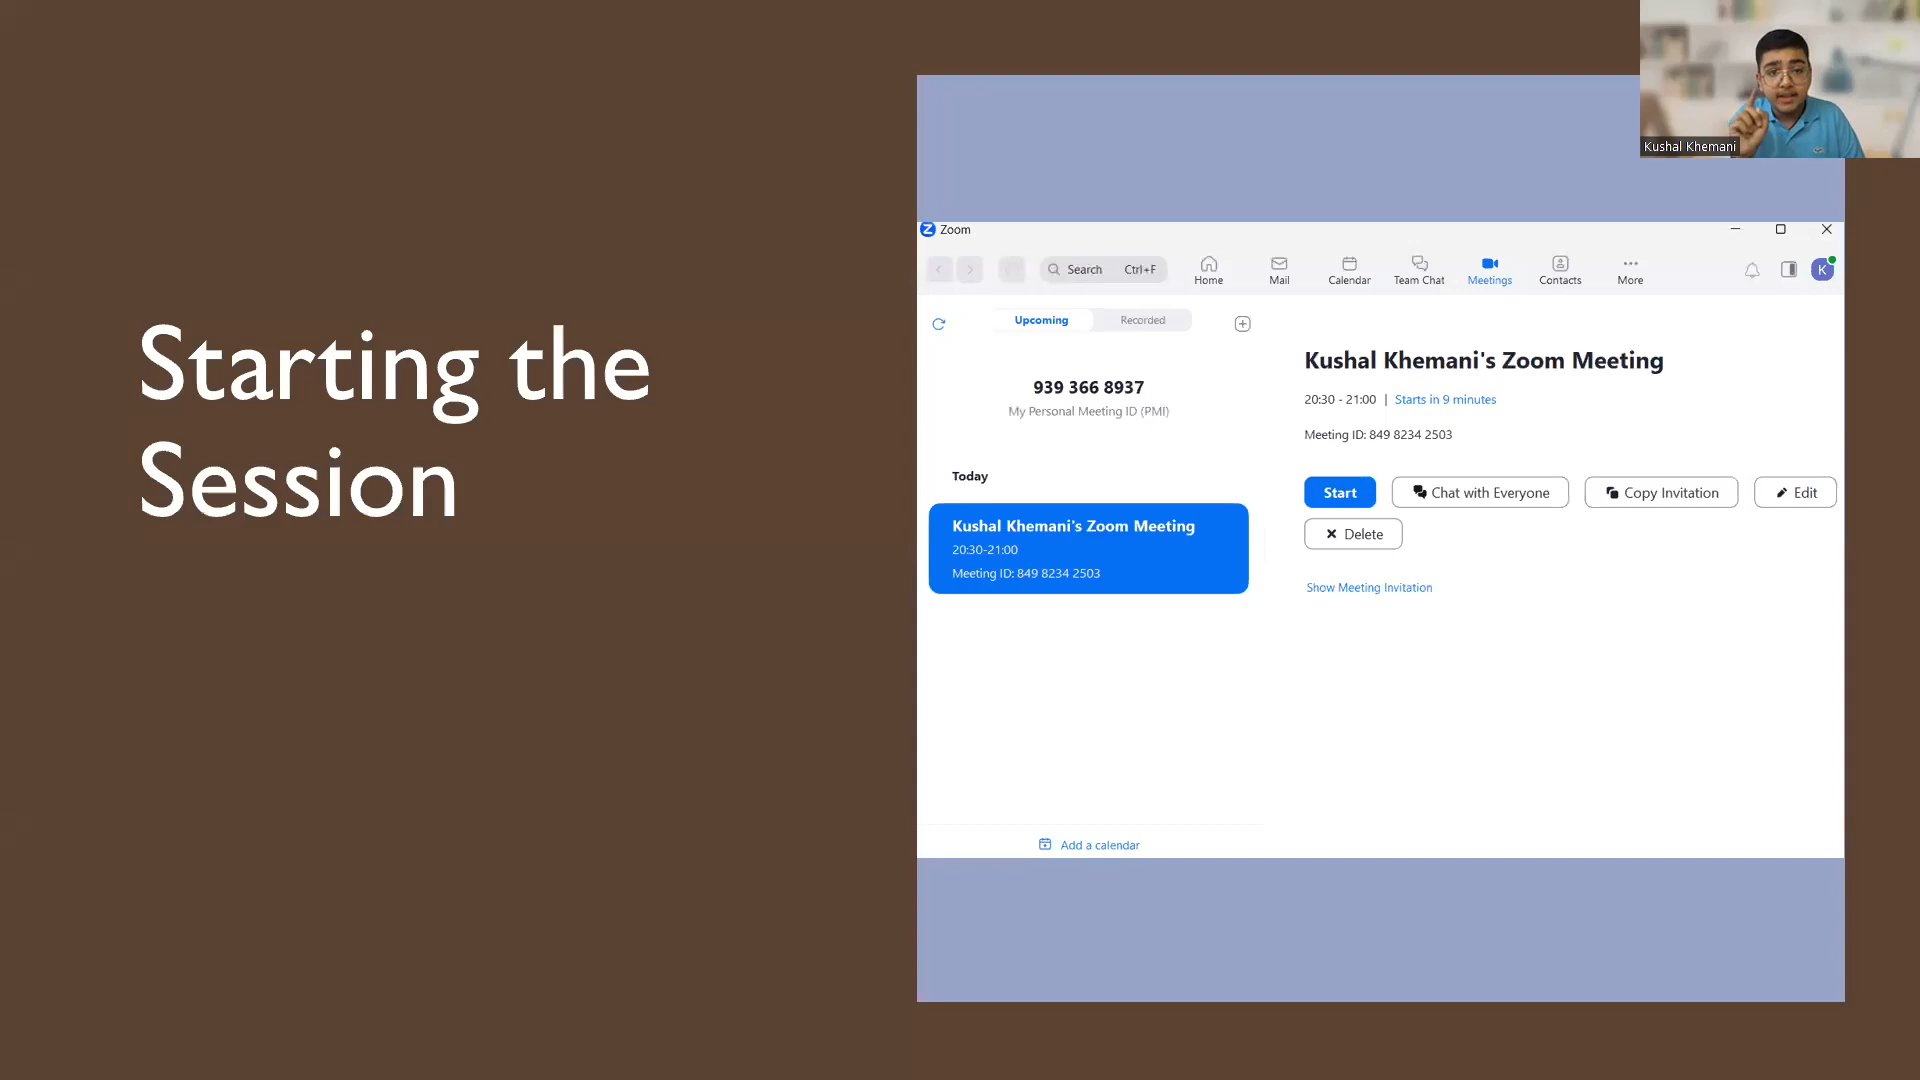 Starting the
Session
Kushal Khemani
Zoom
Search Ctrl+F
Home
Mail
Calendar
Team Chat
Meetings
Contacts
More
K
Upcoming
Recorded
939 366 8937
My Personal Meeting ID (PMI)
Today
Kushal Khemani's Zoom Meeting
20:30-21:00
Meeting ID: 849 8234 2503
Add a calendar
Kushal Khemani's Zoom Meeting
20:30 - 21:00 | Starts in 9 minutes
Meeting ID: 849 8234 2503
Start
Chat with Everyone
Copy Invitation
Edit
Delete
Show Meeting Invitation